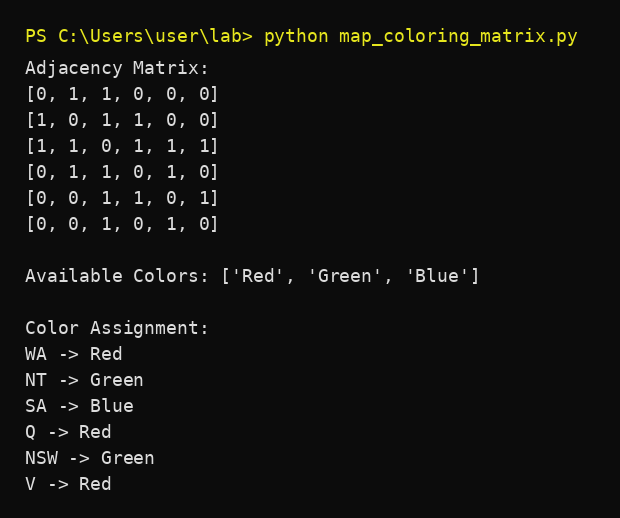 PS C:\Users\user\lab> python map_coloring_matrix.py
Adjacency Matrix:
[0, 1, 1, 0, 0, 0]
[1, 0, 1, 1, 0, 0]
[1, 1, 0, 1, 1, 1]
[0, 1, 1, 0, 1, 0]
[0, 0, 1, 1, 0, 1]
[0, 0, 1, 0, 1, 0]
Available Colors: ['Red', 'Green', 'Blue']
Color Assignment:
WA -> Red
NT -> Green
SA -> Blue
Q -> Red
NSW -> Green
V -> Red